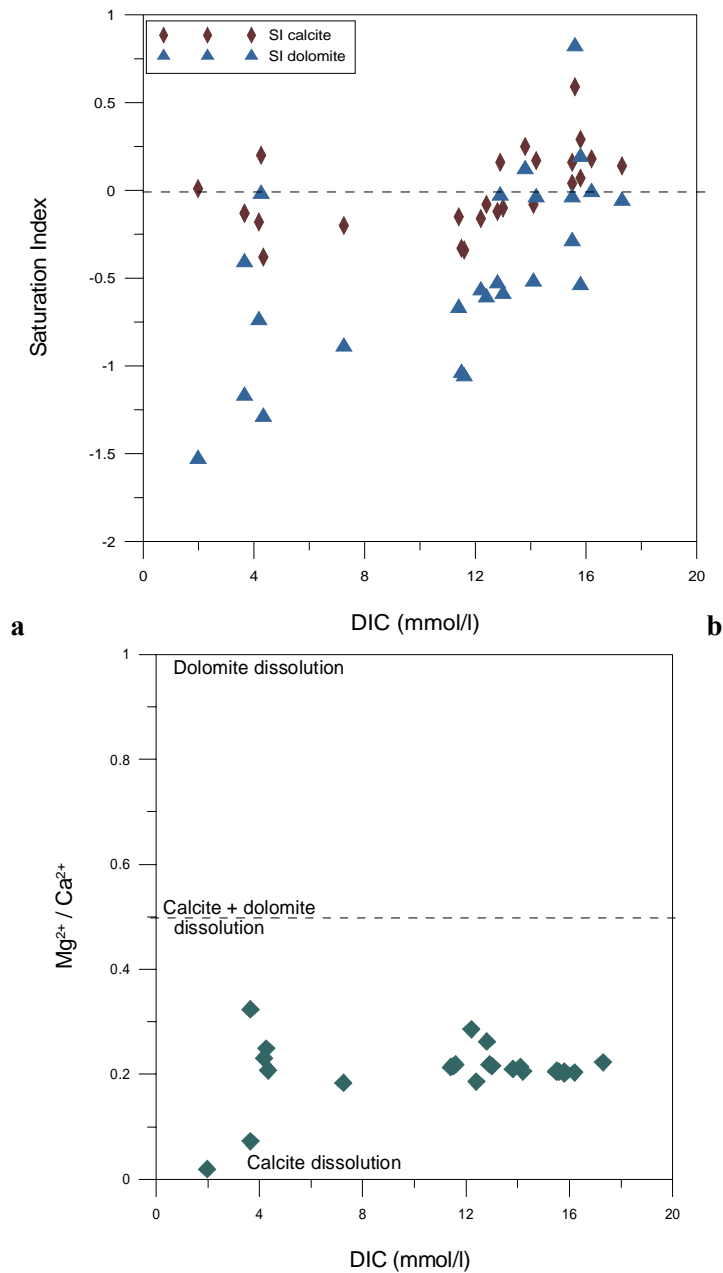 1
SI calcite
SI dolomite
0.5
0
-0.5
-1
-1.5
-2
Saturation Index
0 4 8 12 16 20
DIC (mmol/l)
a b
1
Dolomite dissolution
0.8
0.6
Calcite + dolomite
dissolution
0.4
0.2
Calcite dissolution
0
Mg²⁺ / Ca²⁺
0 4 8 12 16 20
DIC (mmol/l)